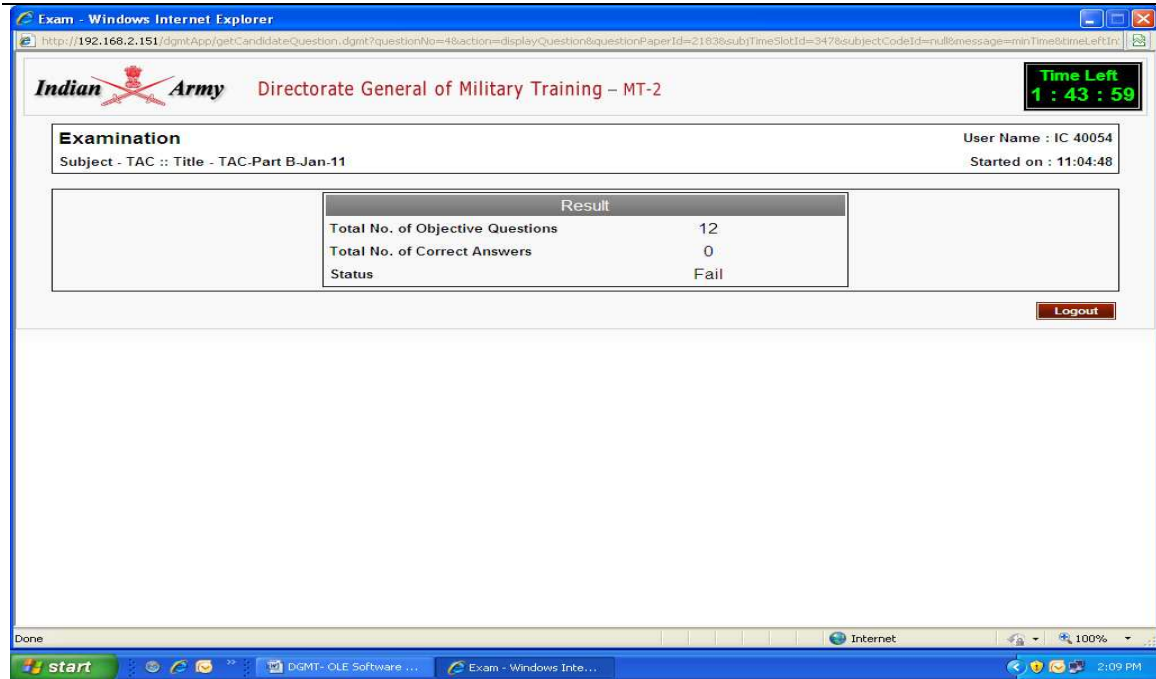 Exam - Windows Internet Explorer
http://192.168.2.151/dgmtApp/getCandidateQuestion.dgmt?questionNo=4&action=displayQuestion&questionPaperId=2183&subjTimeSlotId=347&subjectCodeId=null&message=minTime&timeLeftIn
Indian Army Directorate General of Military Training – MT-2
Time Left
1 : 43 : 59
Examination
User Name : IC 40054
Subject - TAC :: Title - TAC-Part B-Jan-11
Started on : 11:04:48
Result
Total No. of Objective Questions 12
Total No. of Correct Answers 0
Status Fail
Logout
Done
Internet
100%
start
DGMT- OLE Software ...
Exam - Windows Inte...
2:09 PM